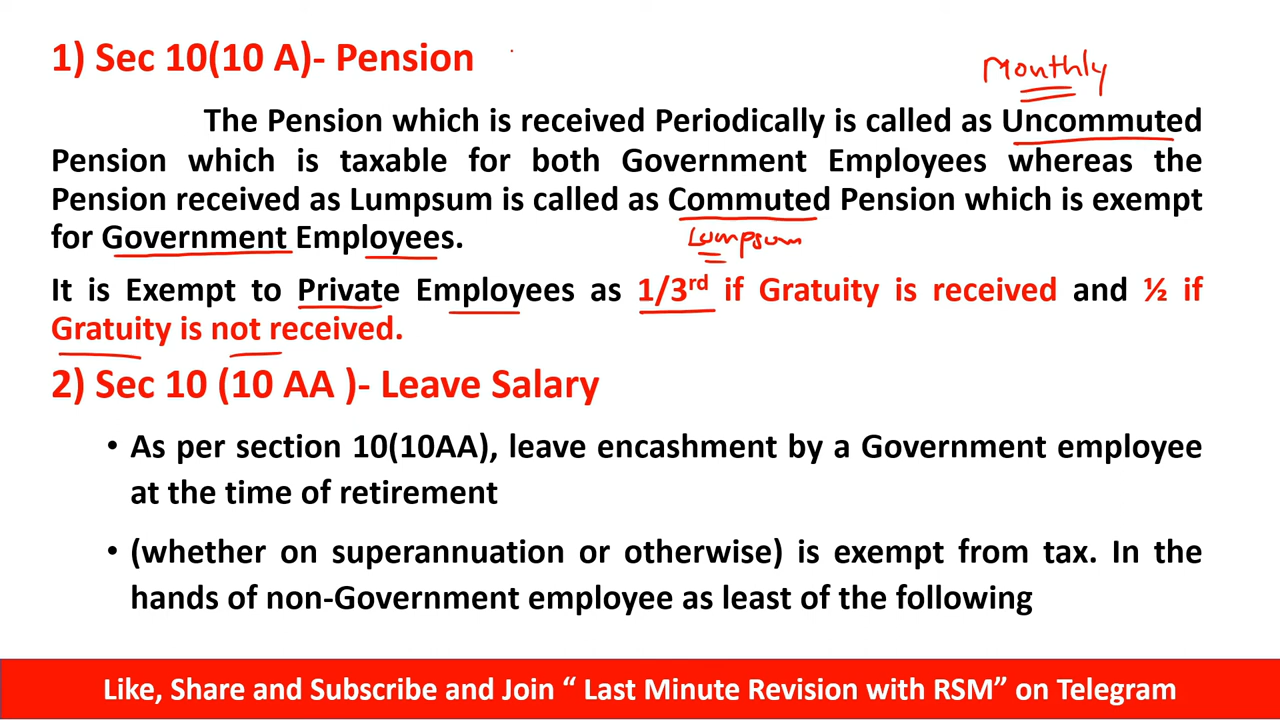 1) Sec 10(10 A)- Pension
Monthly
The Pension which is received Periodically is called as Uncommuted
Pension which is taxable for both Government Employees whereas the
Pension received as Lumpsum is called as Commuted Pension which is exempt
for Government Employees.
Lumpsum
It is Exempt to Private Employees as 1/3rd if Gratuity is received and ½ if
Gratuity is not received.
2) Sec 10 (10 AA )- Leave Salary
• As per section 10(10AA), leave encashment by a Government employee
at the time of retirement
• (whether on superannuation or otherwise) is exempt from tax. In the
hands of non-Government employee as least of the following
Like, Share and Subscribe and Join “ Last Minute Revision with RSM” on Telegram